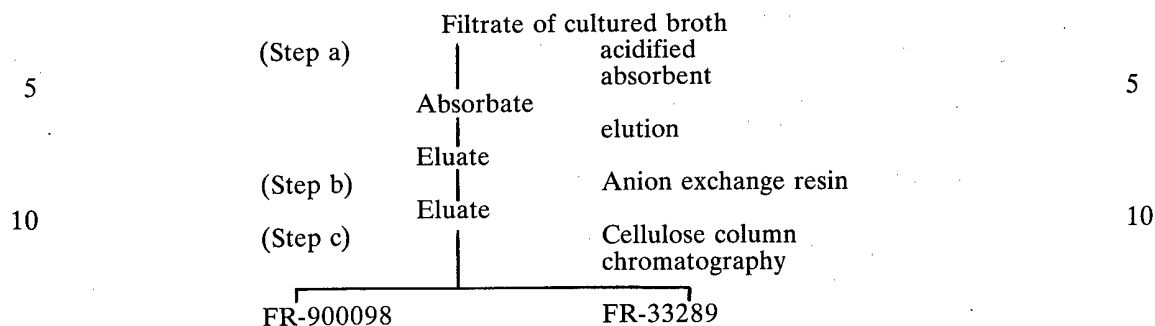 Filtrate of cultured broth
(Step a) acidified
absorbent
5 5
Absorbate
elution
Eluate
(Step b) Anion exchange resin
10 Eluate 10
(Step c) Cellulose column
chromatography
FR-900098 FR-33289